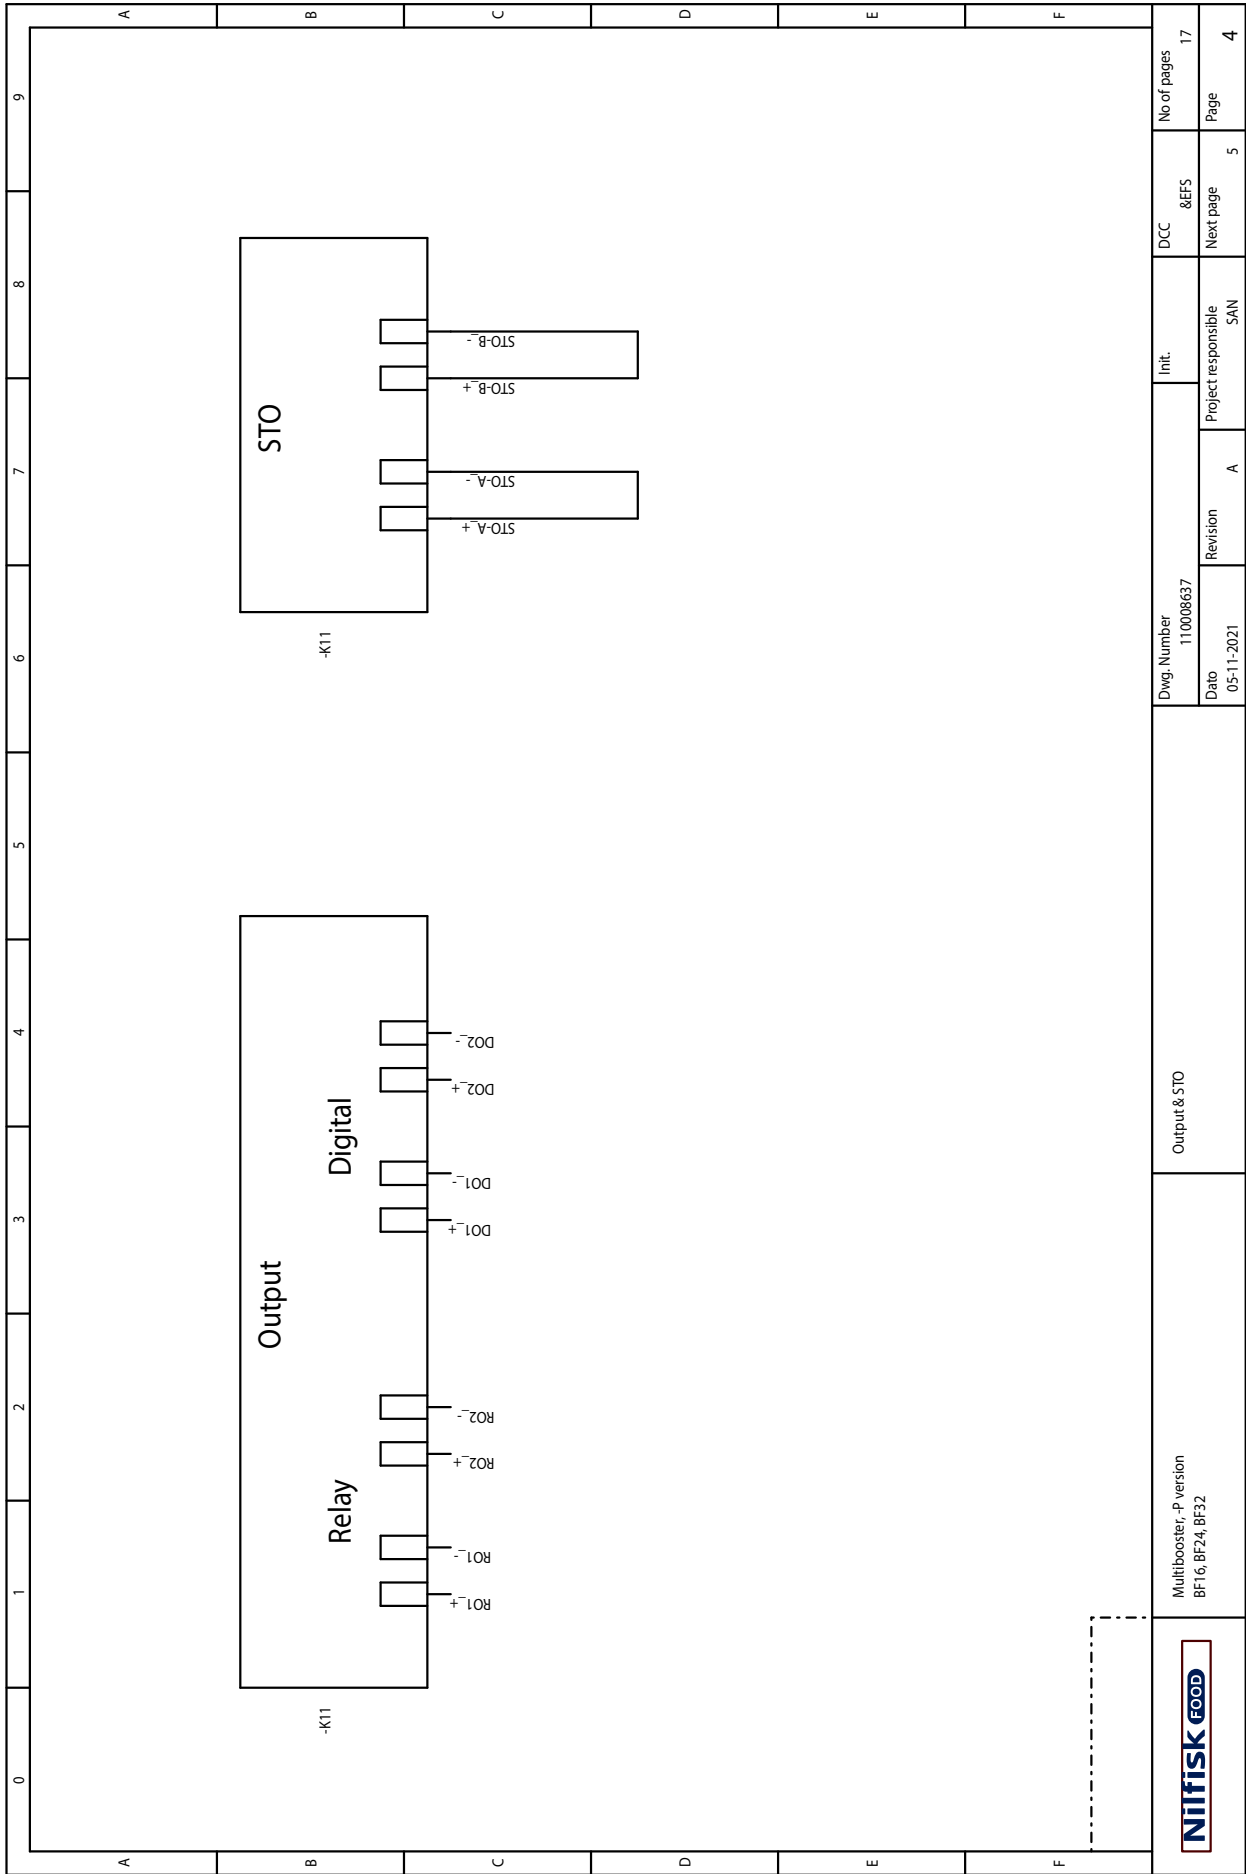 0 1 2 3 4 5 6 7 8 9
A
A
B
B
C
C
D
D
E
E
F
F
-K11
Output
Relay
Digital
RO1_+
RO1_-
RO2_+
RO2_-
DO1_+
DO1_-
DO2_+
DO2_-
-K11
STO
STO-A_+
STO-A_-
STO-B_+
STO-B_-
Nilfisk FOOD
Multibooster, -P version
BF16, BF24, BF32
Output & STO
Dwg. Number
110008637
Init.
DCC
&EFS
No of pages
17
Dato
05-11-2021
Revision
A
Project responsible
SAN
Next page
5
Page
4